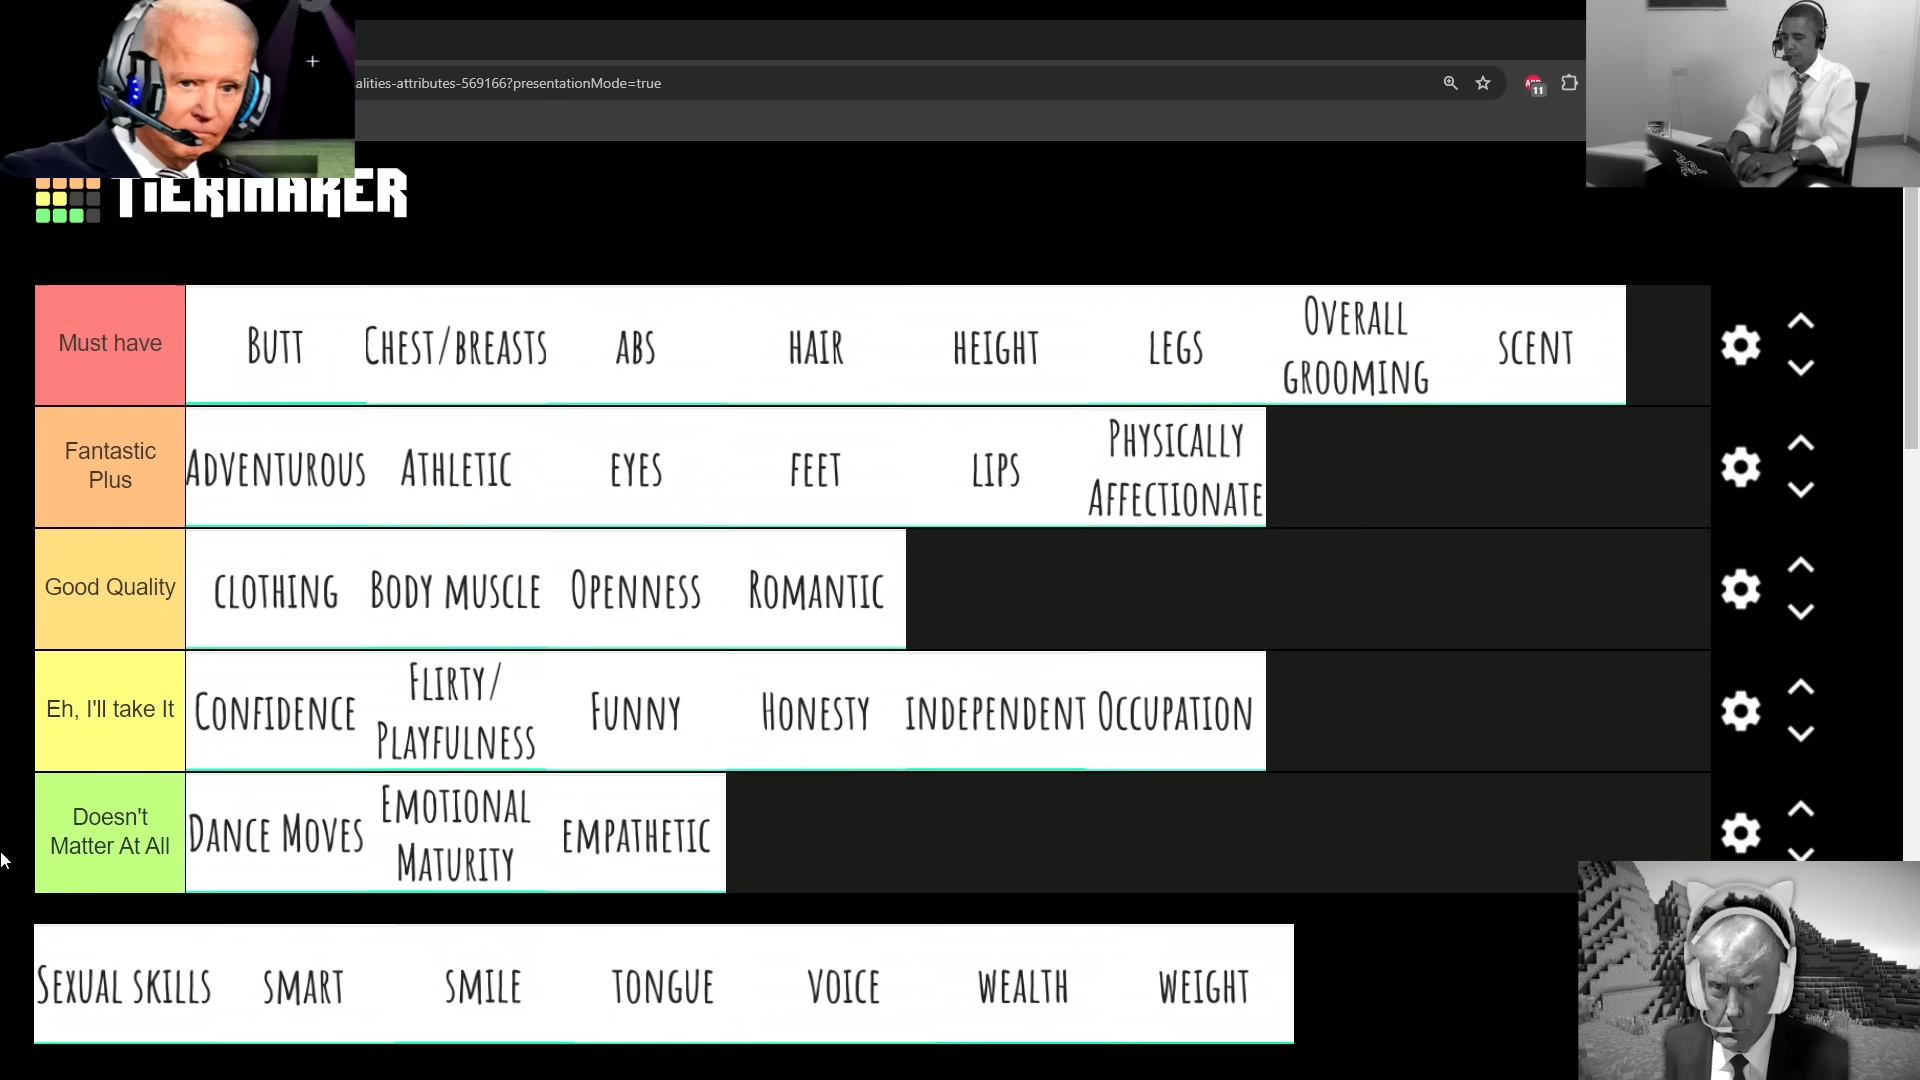 alities-attributes-569166?presentationMode=true
11
TIERMAKER
Must have
BUTT
CHEST/BREASTS
ABS
HAIR
HEIGHT
LEGS
OVERALL
GROOMING
SCENT
Fantastic
Plus
ADVENTUROUS
ATHLETIC
EYES
FEET
LIPS
PHYSICALLY
AFFECTIONATE
Good Quality
CLOTHING
BODY MUSCLE
OPENNESS
ROMANTIC
Eh, I'll take It
CONFIDENCE
FLIRTY/
PLAYFULNESS
FUNNY
HONESTY
INDEPENDENT
OCCUPATION
Doesn't
Matter At All
DANCE MOVES
EMOTIONAL
MATURITY
EMPATHETIC
SEXUAL SKILLS
SMART
SMILE
TONGUE
VOICE
WEALTH
WEIGHT